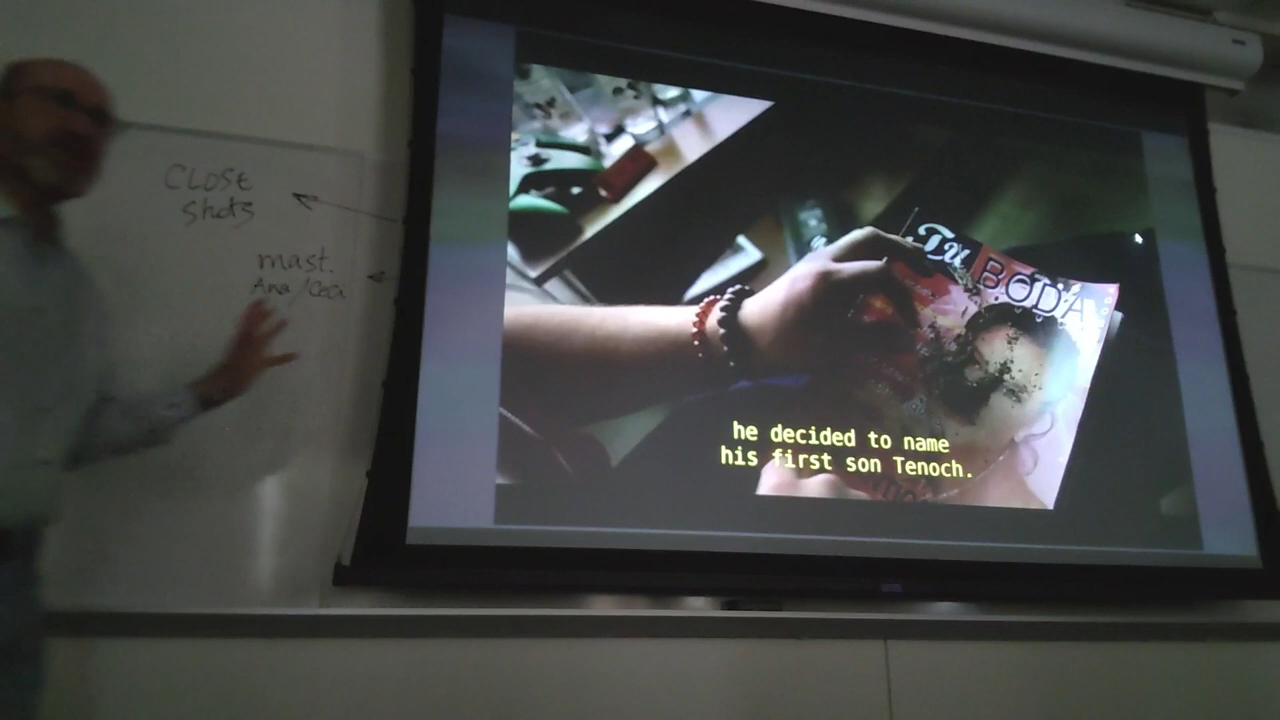 CLOSE
shots
mast.
Ana/Ceci
Tu BODA
he decided to name
his first son Tenoch.